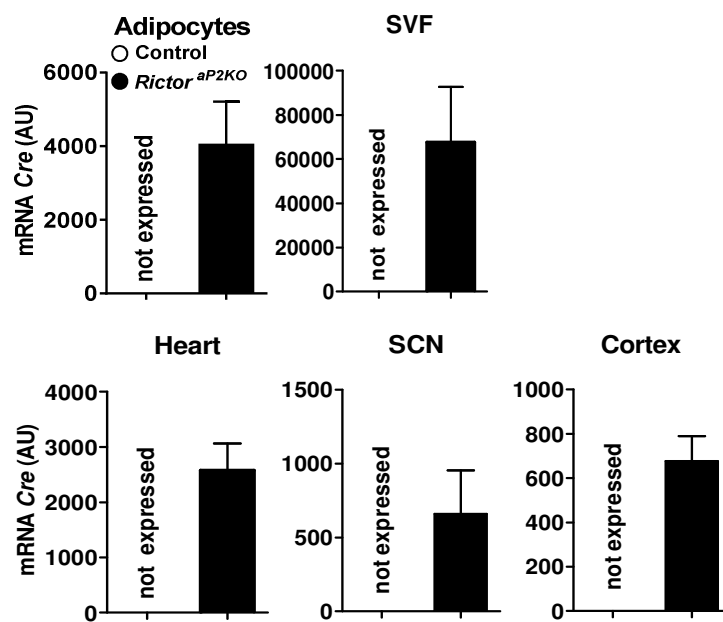 Adipocytes
Control
Rictor aP2KO
mRNA Cre (AU)
6000
4000
2000
0
not expressed
SVF
100000
80000
60000
40000
20000
0
not expressed
Heart
mRNA Cre (AU)
4000
3000
2000
1000
0
not expressed
SCN
1500
1000
500
0
not expressed
Cortex
1000
800
600
400
200
0
not expressed